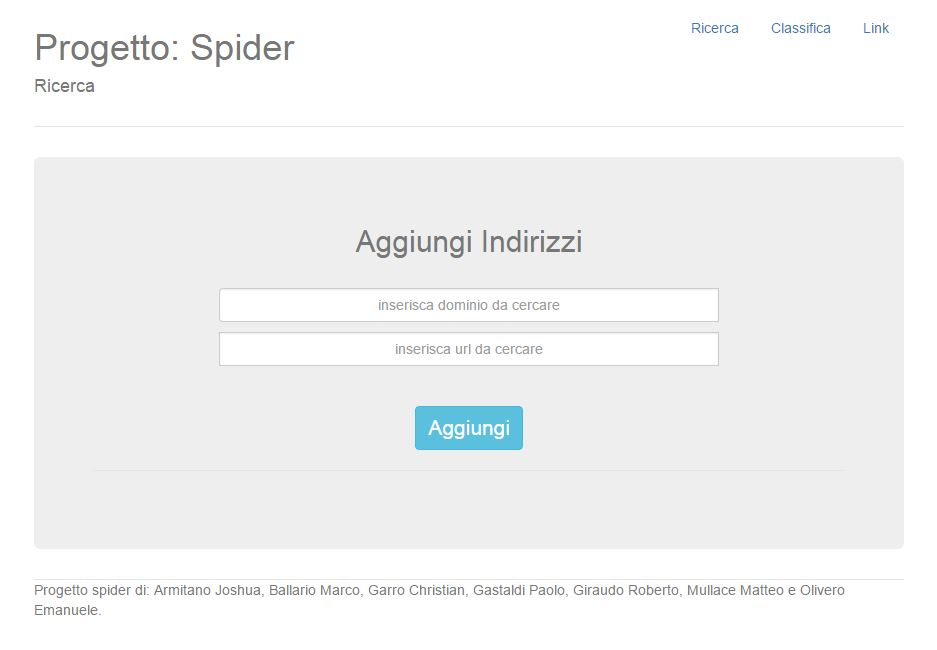 Ricerca Classifica Link
Progetto: Spider
Ricerca
Aggiungi Indirizzi
inserisca dominio da cercare
inserisca url da cercare
Aggiungi
Progetto spider di: Armitano Joshua, Ballario Marco, Garro Christian, Gastaldi Paolo, Giraudo Roberto, Mullace Matteo e Olivero
Emanuele.